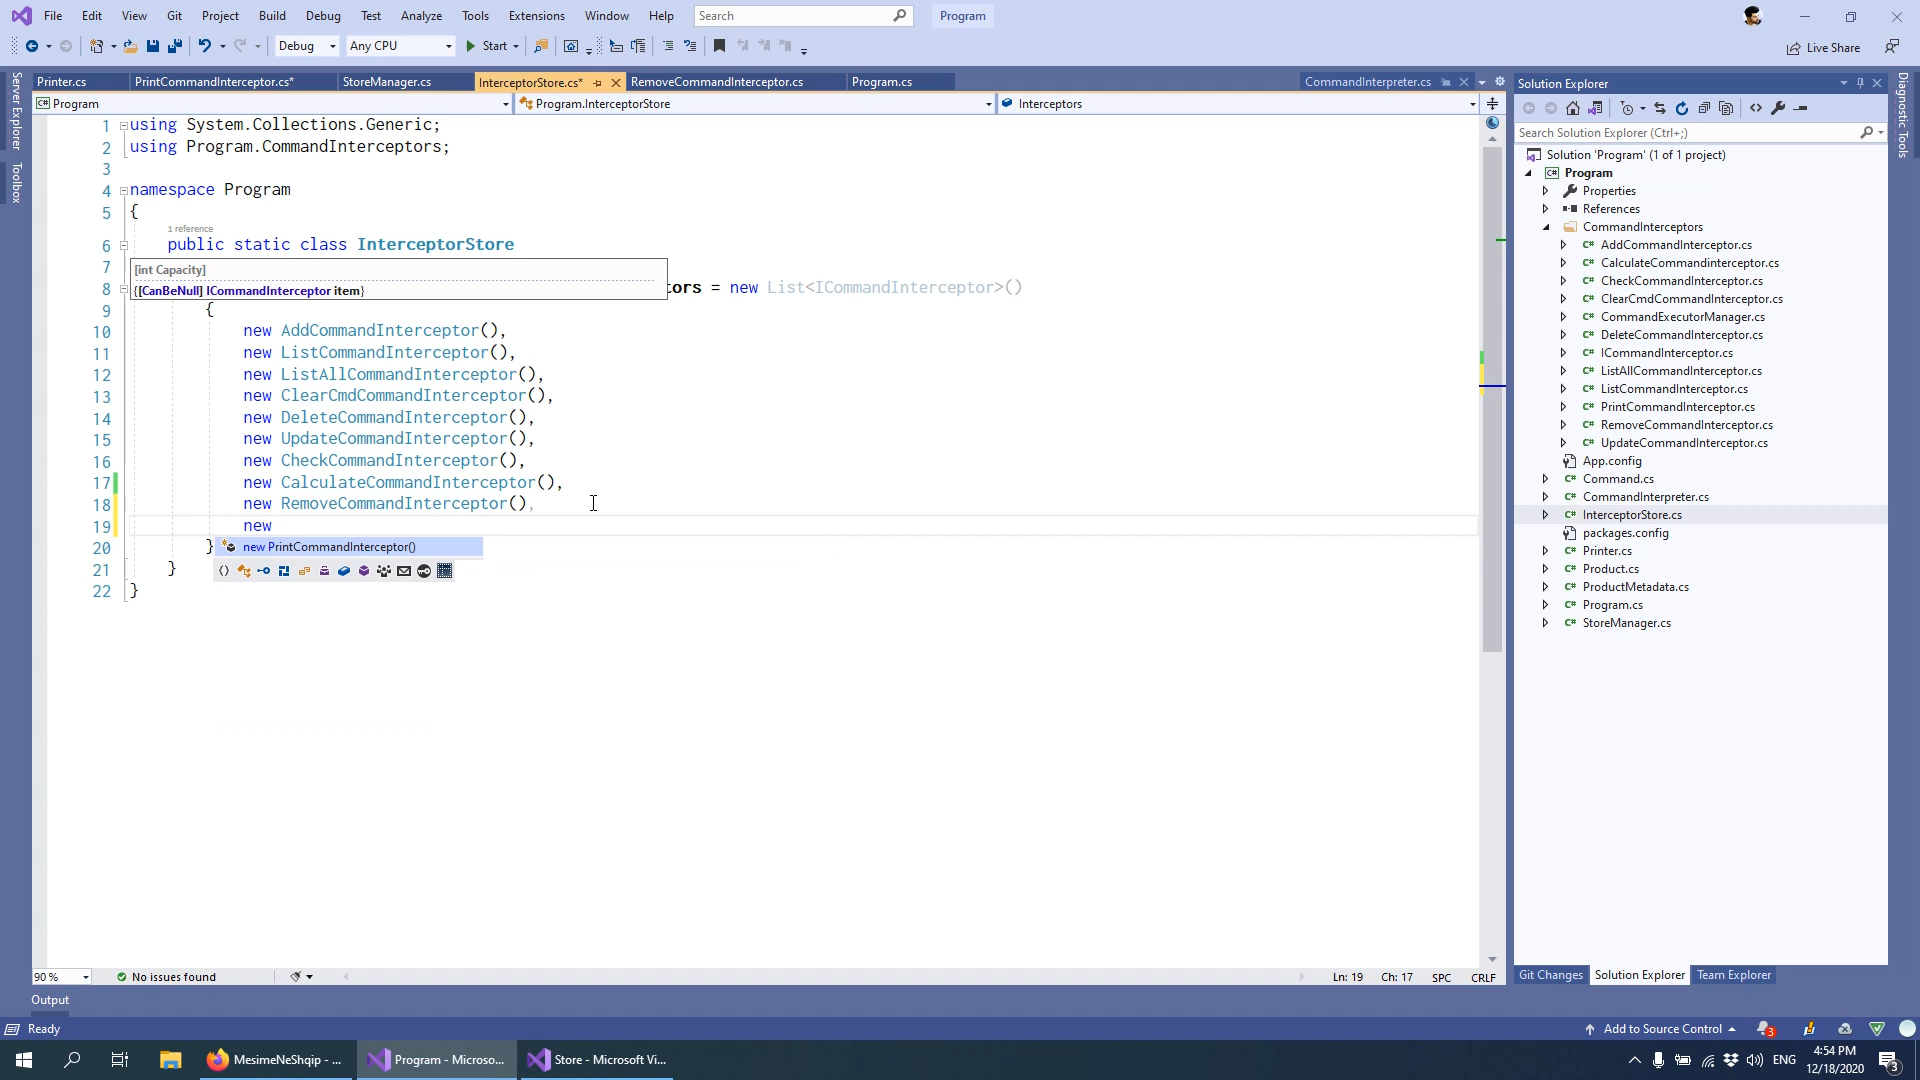 File Edit View Git Project Build Debug Test Analyze Tools Extensions Window Help Search Program
Debug Any CPU Start Live Share
Printer.cs PrintCommandInterceptor.cs* StoreManager.cs InterceptorStore.cs* RemoveCommandInterceptor.cs Program.cs CommandInterpreter.cs
Program Program.InterceptorStore Interceptors
1 using System.Collections.Generic;
2 using Program.CommandInterceptors;
3
4 namespace Program
5 {
1 reference
6 public static class InterceptorStore
7
[int Capacity]
{[CanBeNull] ICommandInterceptor item}
8 tors = new List<ICommandInterceptor>()
9 {
10 new AddCommandInterceptor(),
11 new ListCommandInterceptor(),
12 new ListAllCommandInterceptor(),
13 new ClearCmdCommandInterceptor(),
14 new DeleteCommandInterceptor(),
15 new UpdateCommandInterceptor(),
16 new CheckCommandInterceptor(),
17 new CalculateCommandInterceptor(),
18 new RemoveCommandInterceptor(),
19 new
20 }
new PrintCommandInterceptor()
21 }
22 }
90 % No issues found Ln: 19 Ch: 17 SPC CRLF
Server Explorer
Toolbox
Solution Explorer
Search Solution Explorer (Ctrl+;)
Solution 'Program' (1 of 1 project)
C# Program
Properties
References
CommandInterceptors
C# AddCommandInterceptor.cs
C# CalculateCommandinterceptor.cs
C# CheckCommandInterceptor.cs
C# ClearCmdCommandInterceptor.cs
C# CommandExecutorManager.cs
C# DeleteCommandInterceptor.cs
C# ICommandInterceptor.cs
C# ListAllCommandInterceptor.cs
C# ListCommandInterceptor.cs
C# PrintCommandInterceptor.cs
C# RemoveCommandInterceptor.cs
C# UpdateCommandInterceptor.cs
App.config
C# Command.cs
C# CommandInterpreter.cs
C# InterceptorStore.cs
packages.config
C# Printer.cs
C# Product.cs
C# ProductMetadata.cs
C# Program.cs
C# StoreManager.cs
Git Changes Solution Explorer Team Explorer
Diagnostic Tools
Output
Ready Add to Source Control 3
MesimeNeShqip - ... Program - Microso... Store - Microsoft Vi... ENG 4:54 PM
12/18/2020 3